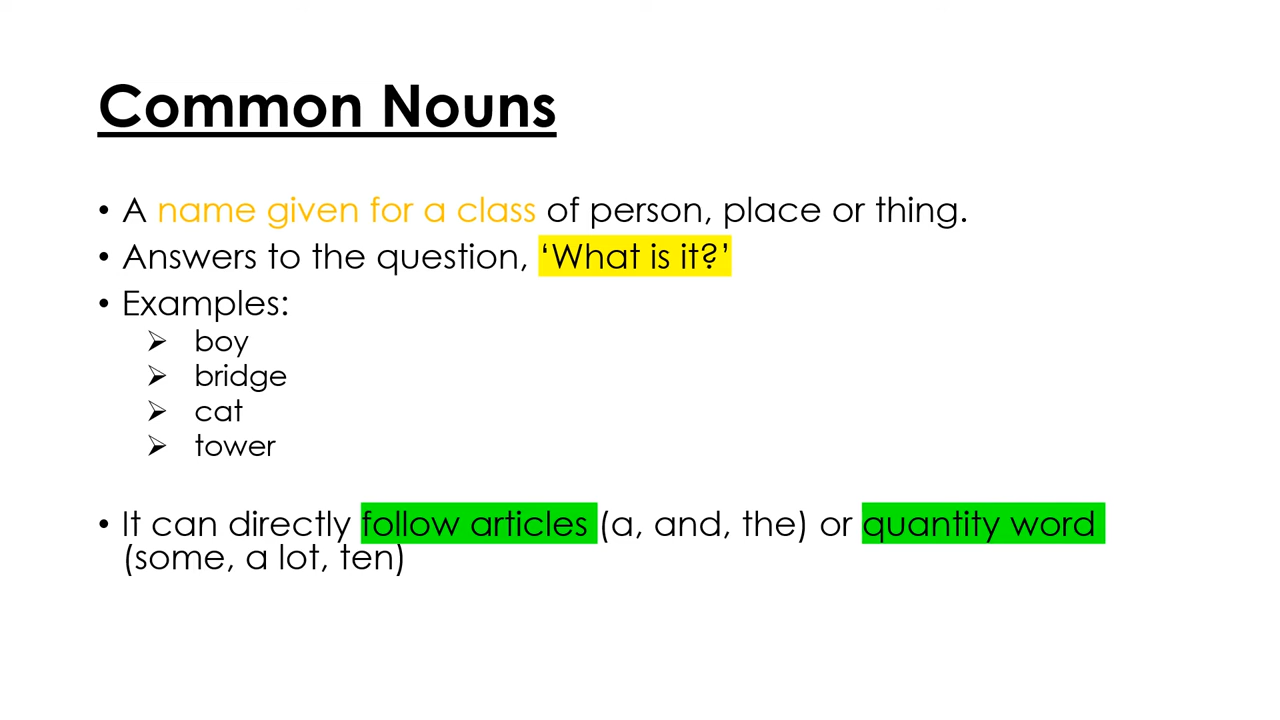 Common Nouns
• A name given for a class of person, place or thing.
• Answers to the question, ‘What is it?’
• Examples:
➢ boy
➢ bridge
➢ cat
➢ tower
• It can directly follow articles (a, and, the) or quantity word
(some, a lot, ten)